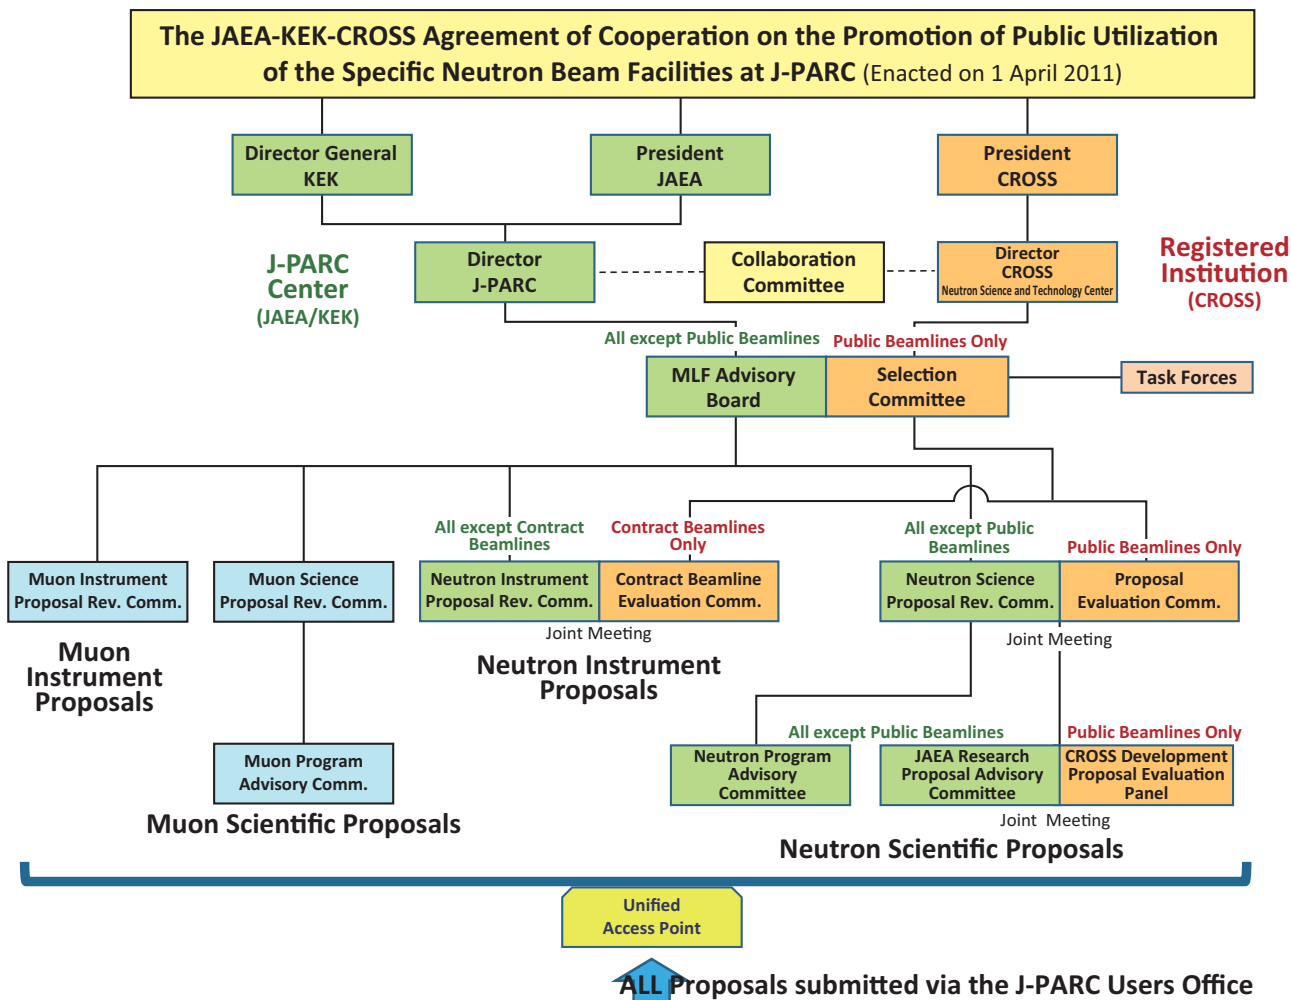 The JAEA-KEK-CROSS Agreement of Cooperation on the Promotion of Public Utilization
of the Specific Neutron Beam Facilities at J-PARC (Enacted on 1 April 2011)
Director General
KEK
President
JAEA
President
CROSS
J-PARC
Center
(JAEA/KEK)
Director
J-PARC
Collaboration
Committee
Director
CROSS
Neutron Science and Technology Center
Registered
Institution
(CROSS)
All except Public Beamlines
Public Beamlines Only
MLF Advisory
Board
Selection
Committee
Task Forces
All except Contract
Beamlines
Contract Beamlines
Only
All except Public
Beamlines
Public Beamlines Only
Muon Instrument
Proposal Rev. Comm.
Muon Science
Proposal Rev. Comm.
Neutron Instrument
Proposal Rev. Comm.
Contract Beamline
Evaluation Comm.
Neutron Science
Proposal Rev. Comm.
Proposal
Evaluation Comm.
Joint Meeting
Joint Meeting
Muon
Instrument
Proposals
Neutron Instrument
Proposals
All except Public Beamlines
Public Beamlines Only
Muon Program
Advisory Comm.
Neutron Program
Advisory
Committee
JAEA Research
Proposal Advisory
Committee
CROSS Development
Proposal Evaluation
Panel
Joint Meeting
Muon Scientific Proposals
Neutron Scientific Proposals
Unified
Access Point
ALL Proposals submitted via the J-PARC Users Office